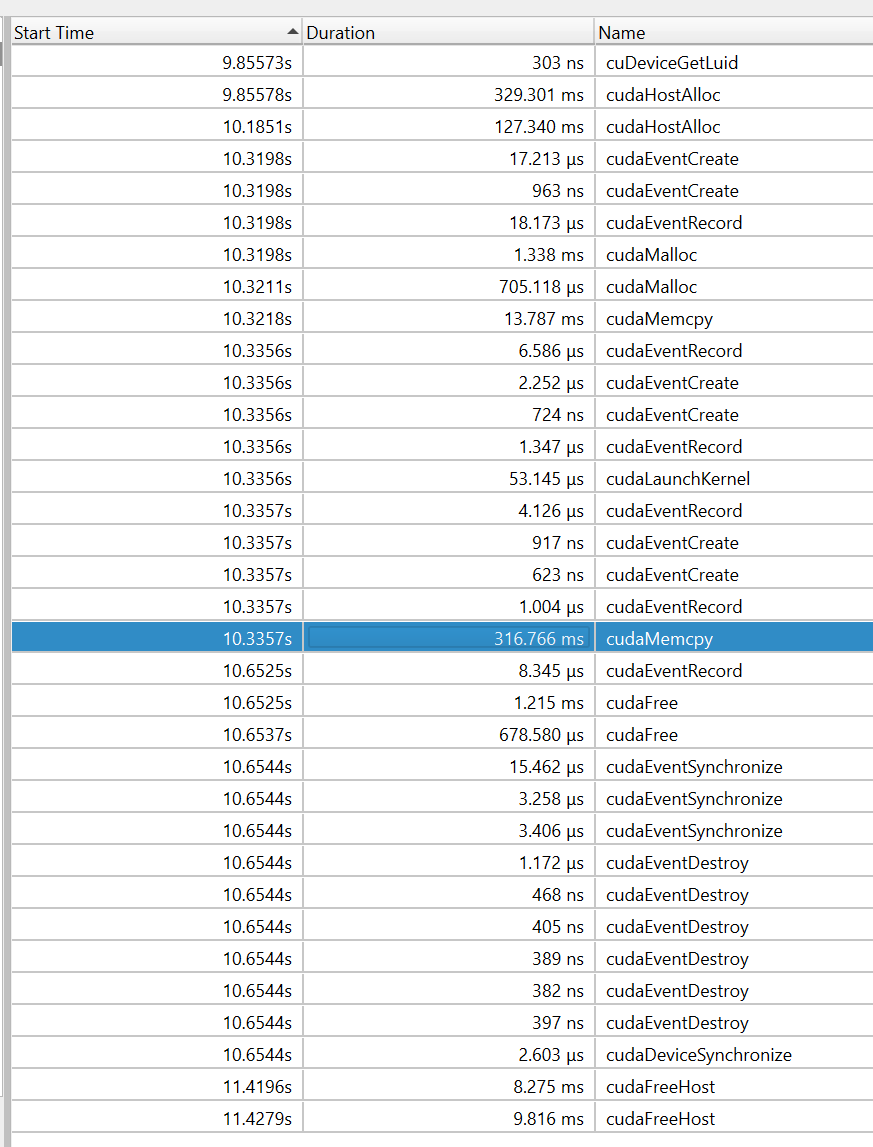 Start Time Duration Name
9.85573s 303 ns cuDeviceGetLuid
9.85578s 329.301 ms cudaHostAlloc
10.1851s 127.340 ms cudaHostAlloc
10.3198s 17.213 μs cudaEventCreate
10.3198s 963 ns cudaEventCreate
10.3198s 18.173 μs cudaEventRecord
10.3198s 1.338 ms cudaMalloc
10.3211s 705.118 μs cudaMalloc
10.3218s 13.787 ms cudaMemcpy
10.3356s 6.586 μs cudaEventRecord
10.3356s 2.252 μs cudaEventCreate
10.3356s 724 ns cudaEventCreate
10.3356s 1.347 μs cudaEventRecord
10.3356s 53.145 μs cudaLaunchKernel
10.3357s 4.126 μs cudaEventRecord
10.3357s 917 ns cudaEventCreate
10.3357s 623 ns cudaEventCreate
10.3357s 1.004 μs cudaEventRecord
10.3357s 316.766 ms cudaMemcpy
10.6525s 8.345 μs cudaEventRecord
10.6525s 1.215 ms cudaFree
10.6537s 678.580 μs cudaFree
10.6544s 15.462 μs cudaEventSynchronize
10.6544s 3.258 μs cudaEventSynchronize
10.6544s 3.406 μs cudaEventSynchronize
10.6544s 1.172 μs cudaEventDestroy
10.6544s 468 ns cudaEventDestroy
10.6544s 405 ns cudaEventDestroy
10.6544s 389 ns cudaEventDestroy
10.6544s 382 ns cudaEventDestroy
10.6544s 397 ns cudaEventDestroy
10.6544s 2.603 μs cudaDeviceSynchronize
11.4196s 8.275 ms cudaFreeHost
11.4279s 9.816 ms cudaFreeHost